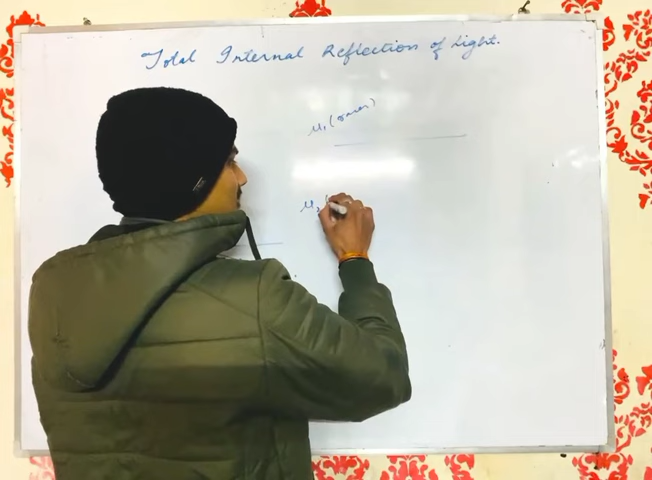 Total Internal Reflection of Light.
μ₁ (rarer)
μ₂ (